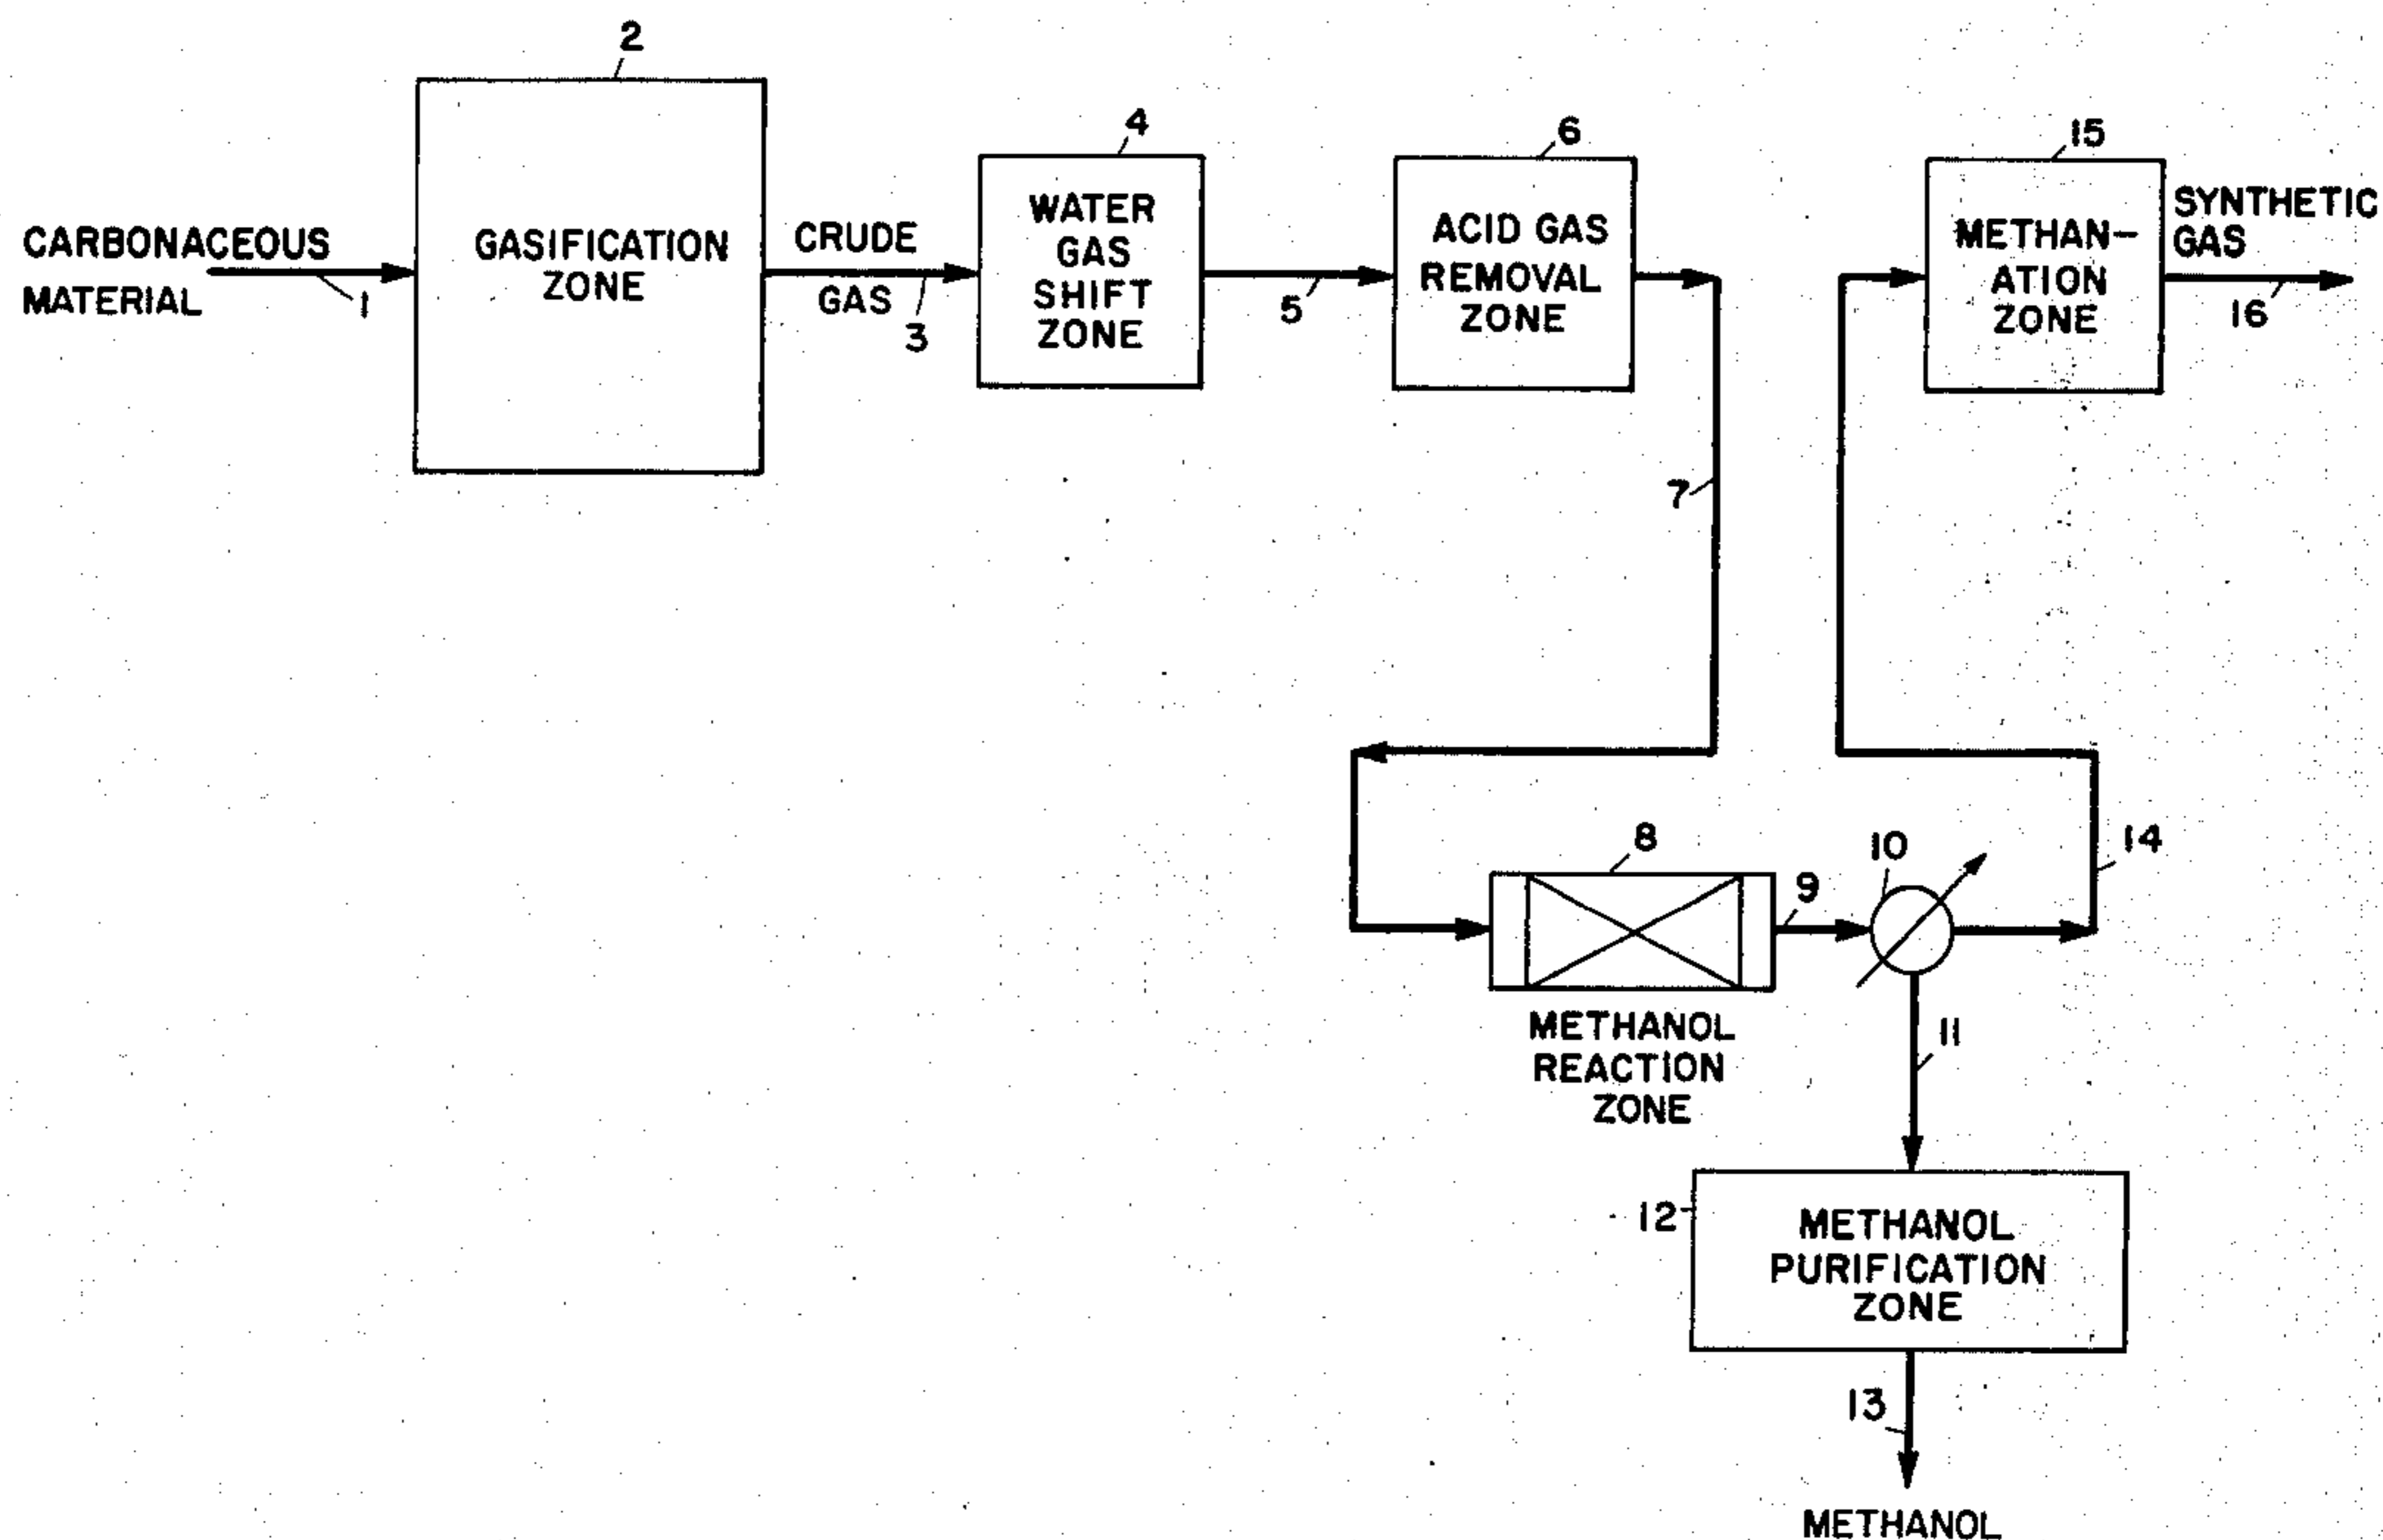 2
4
6
15
CARBONACEOUS
MATERIAL
1
GASIFICATION
ZONE
CRUDE
GAS
3
WATER
GAS
SHIFT
ZONE
5
ACID GAS
REMOVAL
ZONE
7
METHAN-
ATION
ZONE
SYNTHETIC
GAS
16
8
9
10
14
METHANOL
REACTION
ZONE
11
12
METHANOL
PURIFICATION
ZONE
13
METHANOL